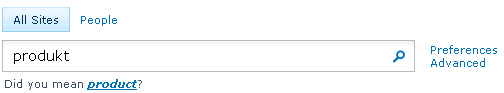 All Sites People
produkt
Preferences
Advanced
Did you mean product?